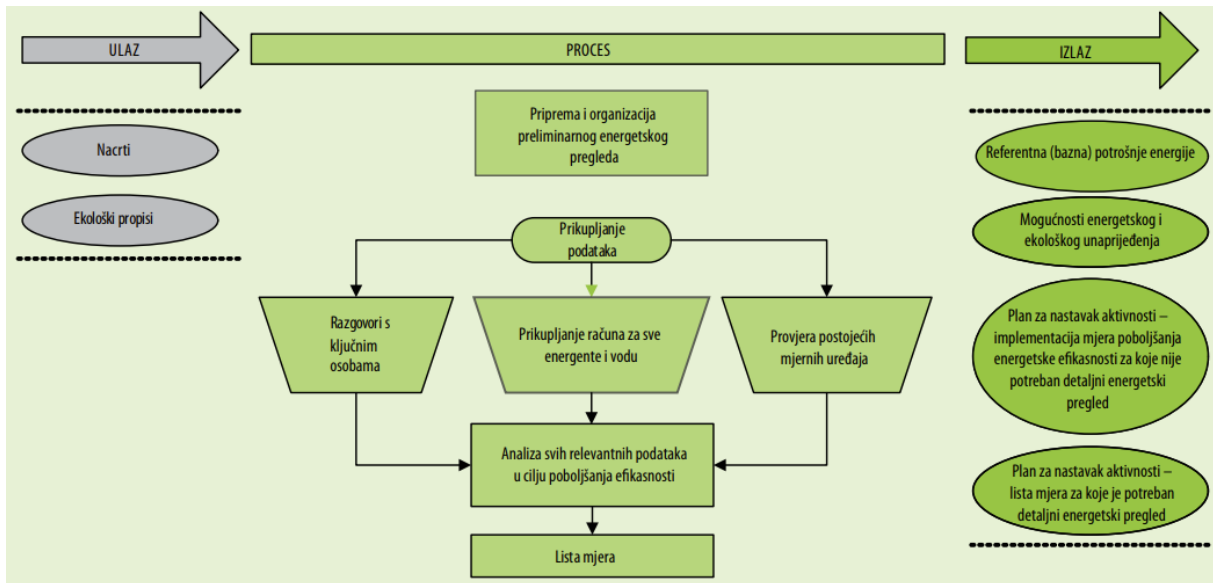 ULAZ
PROCES
IZLAZ
Nacrti
Ekološki propisi
Priprema i organizacija
preliminarnog energetskog
pregleda
Prikupljanje
podataka
Razgovori s
ključnim
osobama
Prikupljanje računa za sve
energente i vodu
Provjera postojećih
mjernih uređaja
Analiza svih relevantnih podataka
u cilju poboljšanja efikasnosti
Lista mjera
Referentna (bazna) potrošnje energije
Mogućnosti energetskog i
ekološkog unaprijeđenja
Plan za nastavak aktivnosti –
implementacija mjera poboljšanja
energetske efikasnosti za koje nije
potreban detaljni energetski
pregled
Plan za nastavak aktivnosti –
lista mjera za koje je potreban
detaljni energetski pregled